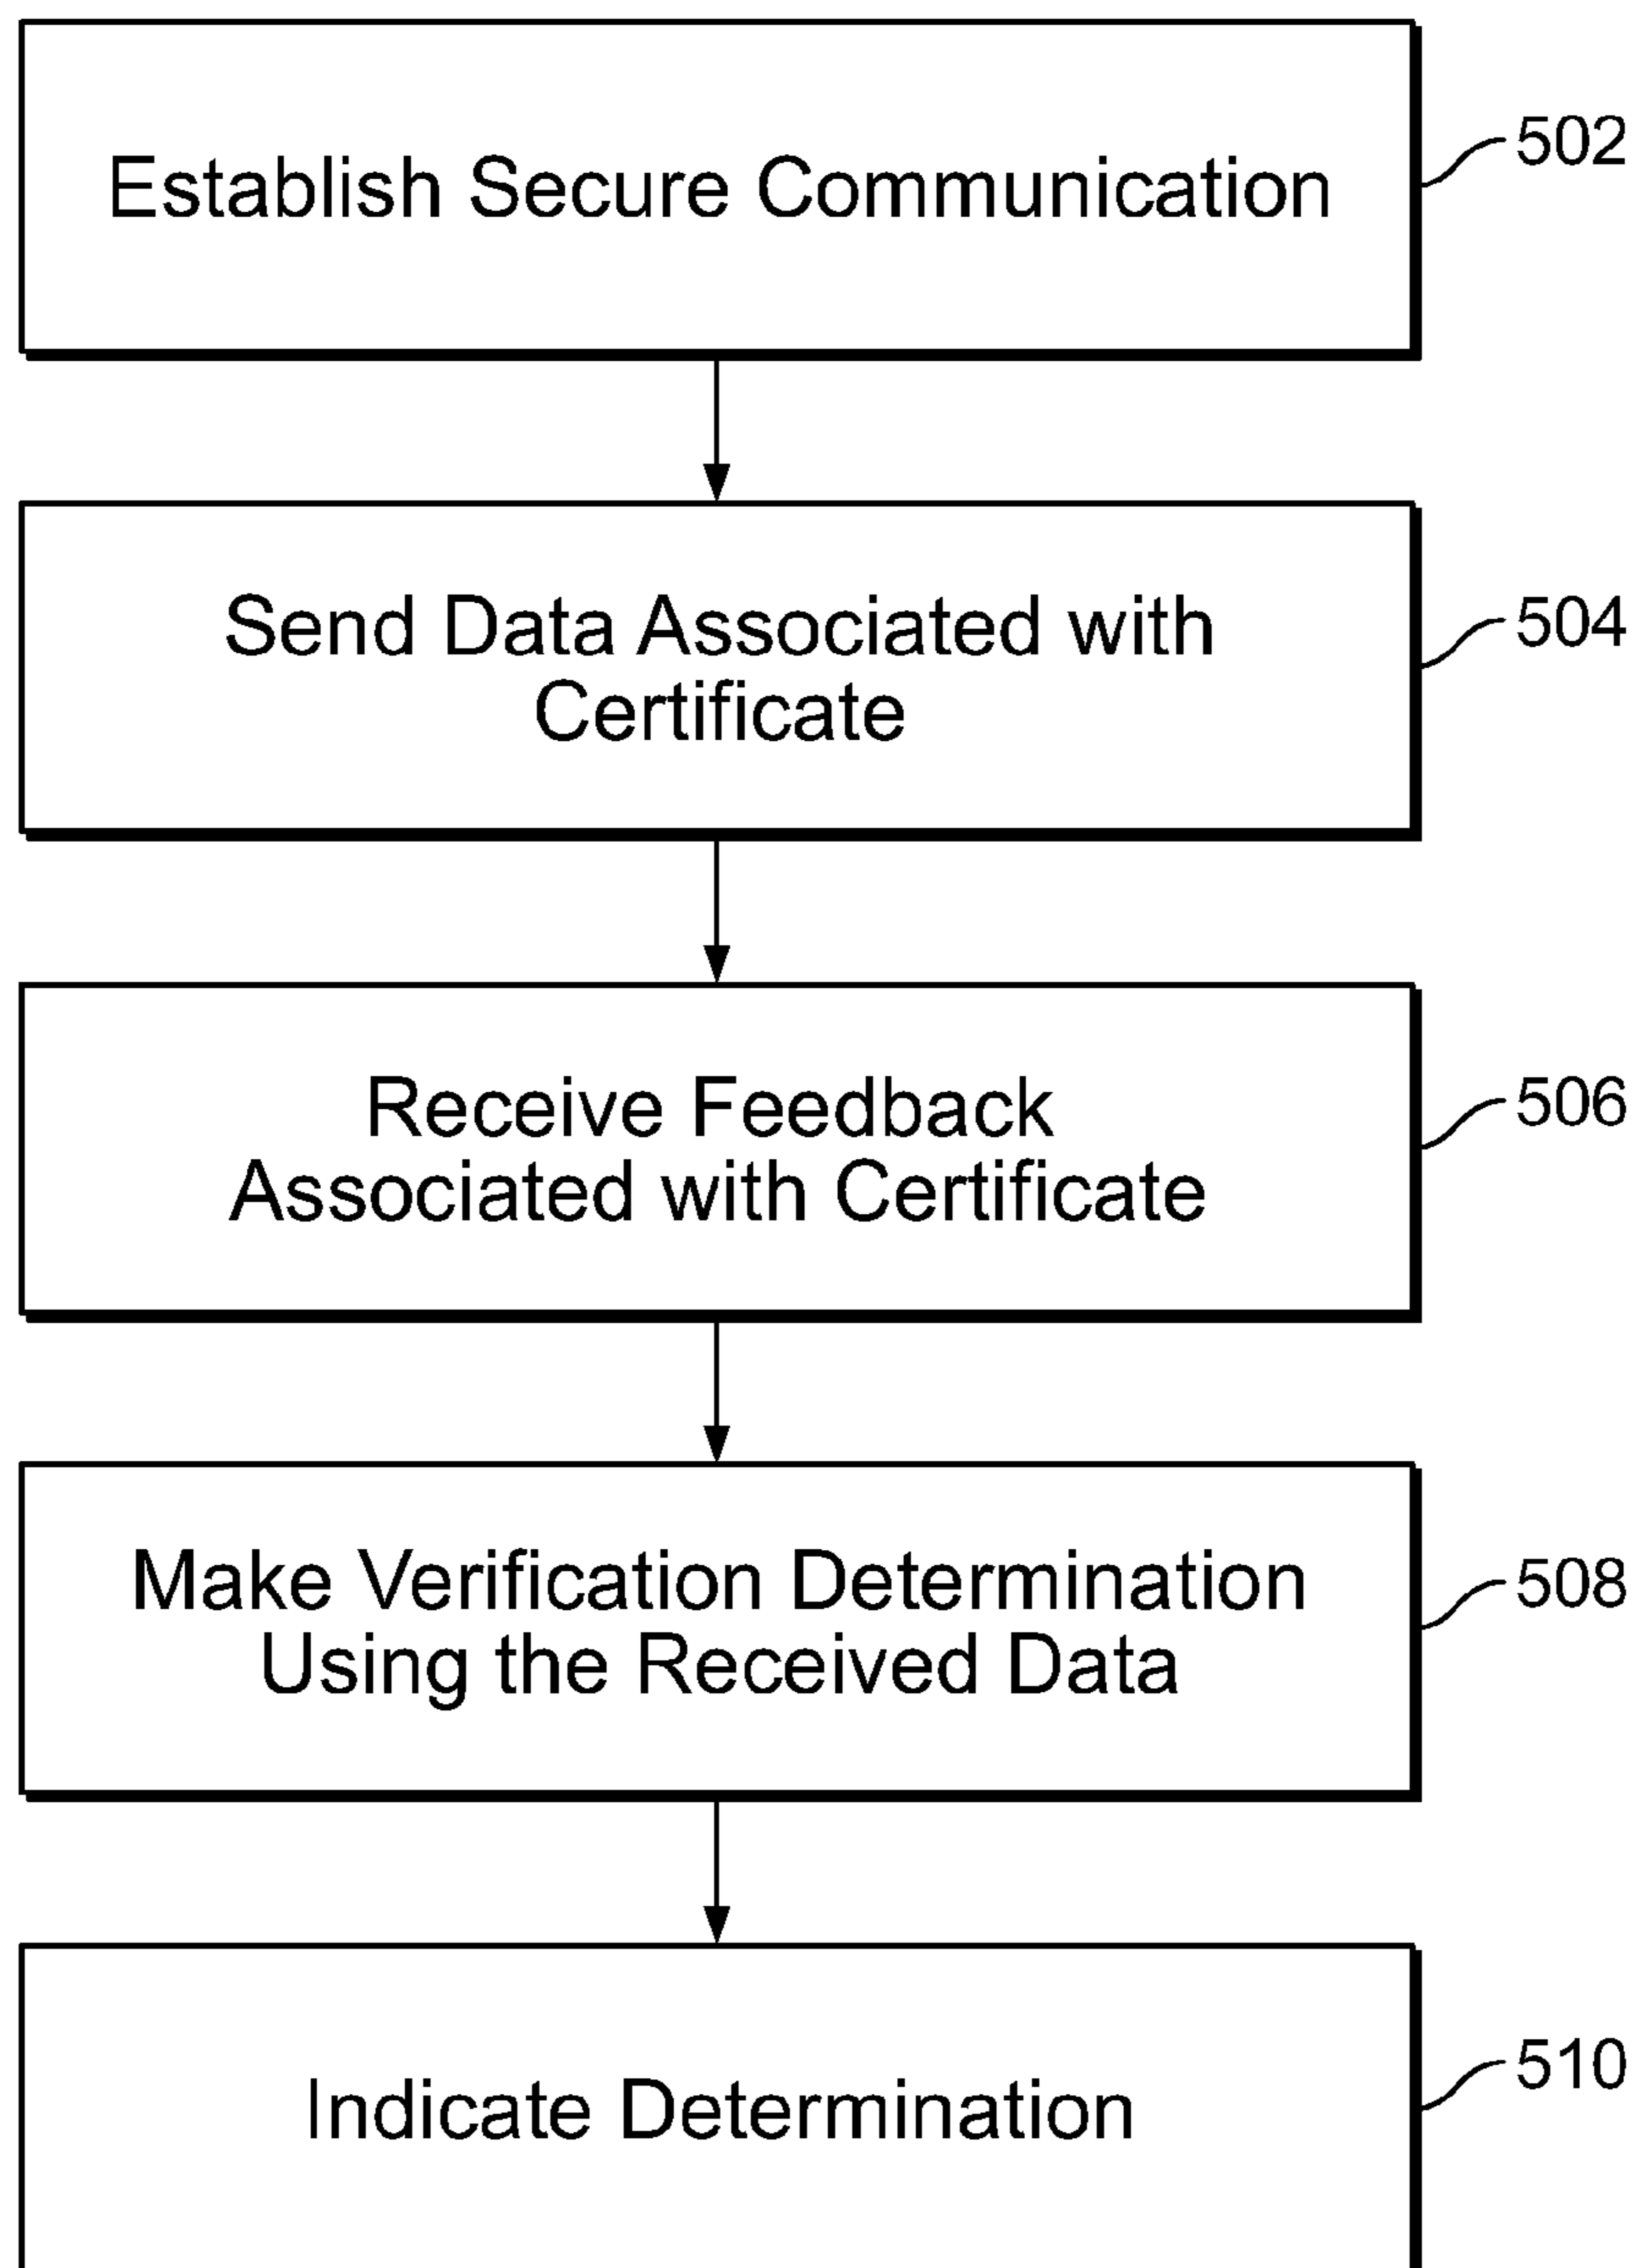 Establish Secure Communication
502
Send Data Associated with
Certificate
504
Receive Feedback
Associated with Certificate
506
Make Verification Determination
Using the Received Data
508
Indicate Determination
510